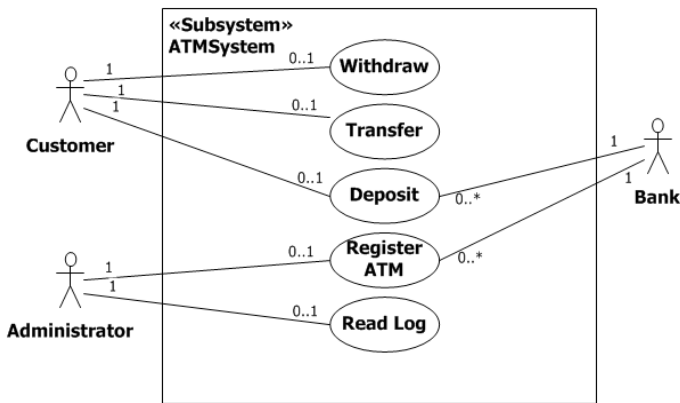 «Subsystem»
ATMSystem
1
0..1
Withdraw
1
0..1
Transfer
Customer
1
0..1
Deposit
0..*
1
1
Bank
1
0..1
Register
ATM
0..*
1
0..1
Read Log
Administrator